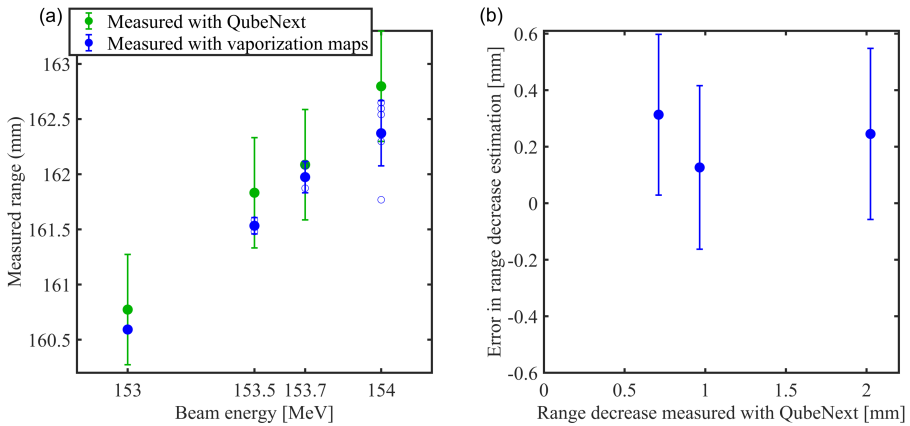 (a)
Measured with QubeNext
Measured with vaporization maps
163
162.5
162
161.5
161
160.5
Measured range (mm)
153
153.5
153.7
154
Beam energy [MeV]
(b)
0.6
0.4
0.2
0
-0.2
-0.4
-0.6
Error in range decrease estimation [mm]
0
0.5
1
1.5
2
Range decrease measured with QubeNext [mm]